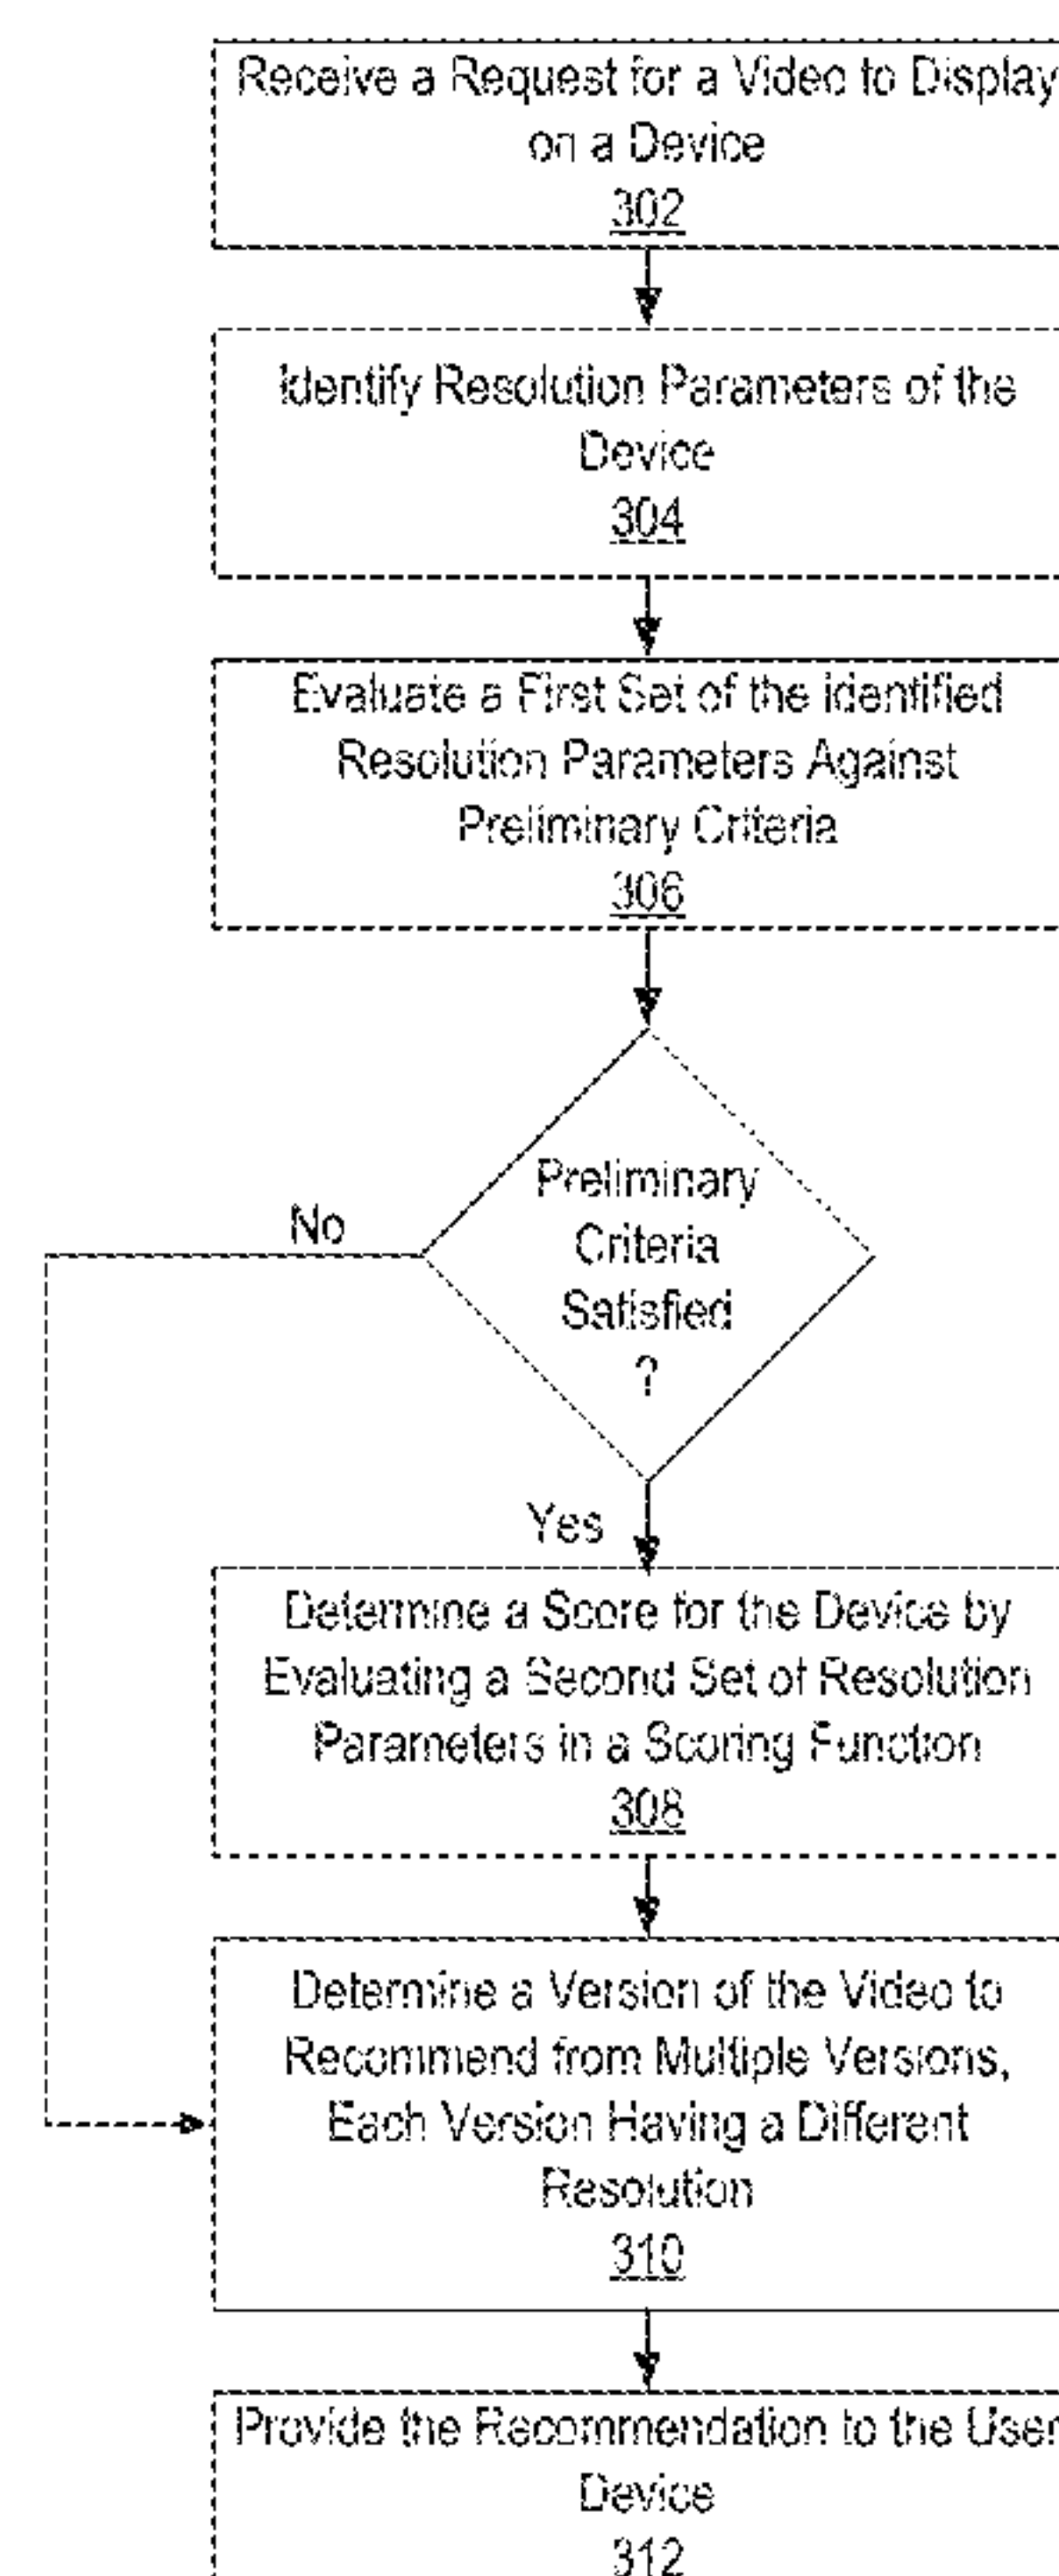 Receive a Request for a Video to Display
on a Device
302
Identify Resolution Parameters of the
Device
304
Evaluate a First Set of the Identified
Resolution Parameters Against
Preliminary Criteria
306
Preliminary
Criteria
Satisfied
?
No
Yes
Determine a Score for the Device by
Evaluating a Second Set of Resolution
Parameters in a Scoring Function
308
Determine a Version of the Video to
Recommend from Multiple Versions,
Each Version Having a Different
Resolution
310
Provide the Recommendation to the User
Device
312